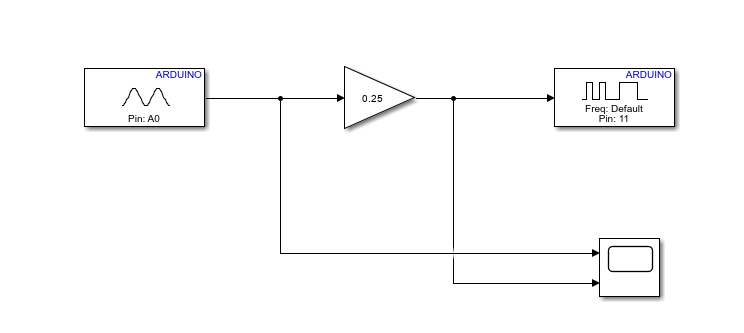 ARDUINO
Pin: A0
0.25
ARDUINO
Freq: Default
Pin: 11